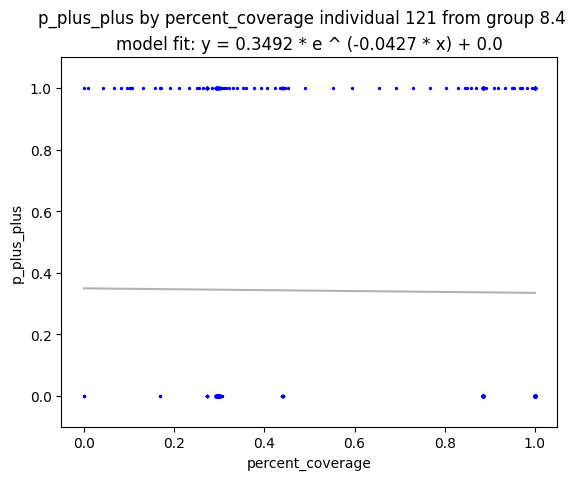 p_plus_plus by percent_coverage individual 121 from group 8.4
model fit: y = 0.3492 * e ^ (-0.0427 * x) + 0.0
1.0
0.8
0.6
0.4
0.2
0.0
p_plus_plus
0.0 0.2 0.4 0.6 0.8 1.0
percent_coverage